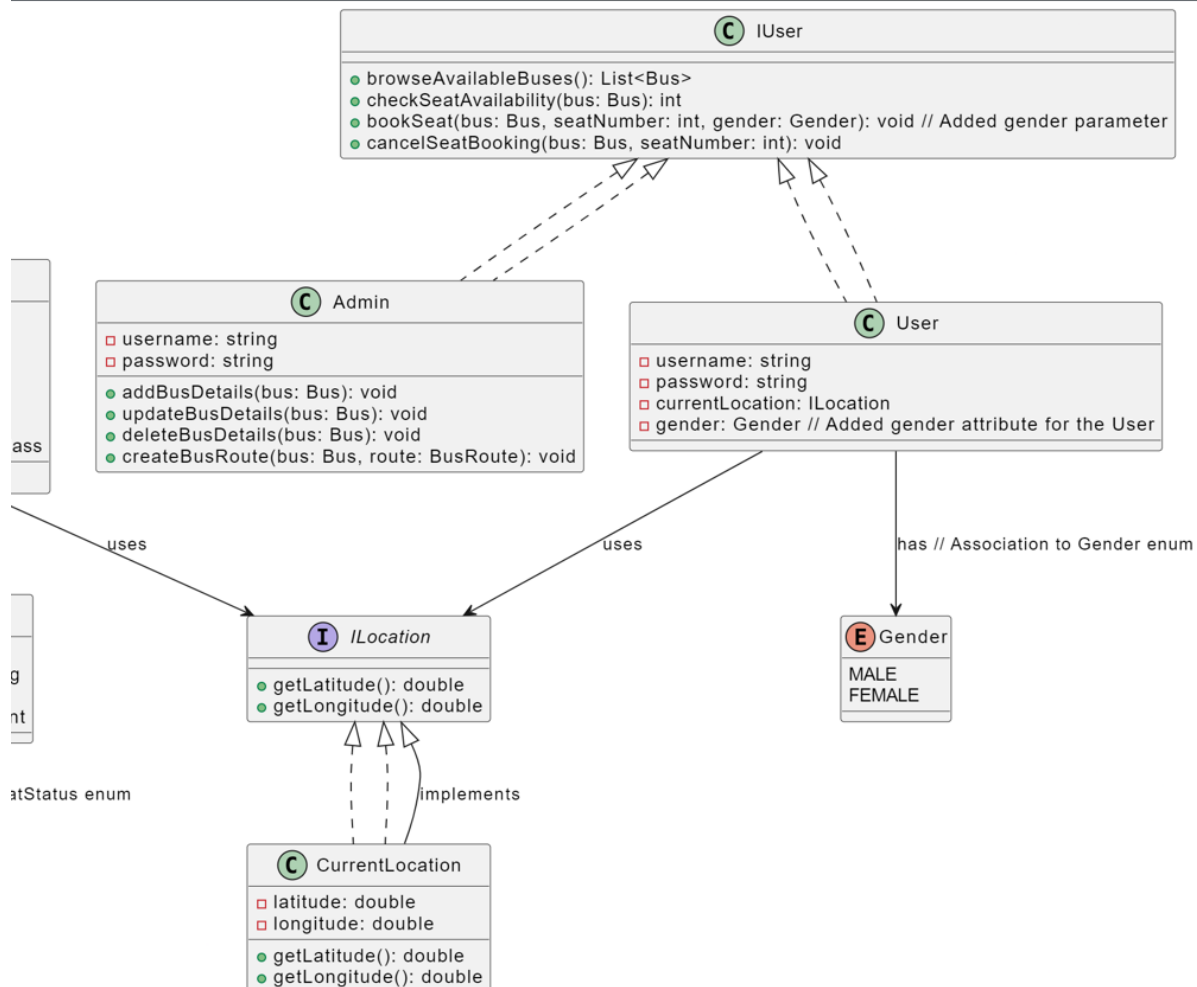 C IUser
browseAvailableBuses(): List<Bus>
checkSeatAvailability(bus: Bus): int
bookSeat(bus: Bus, seatNumber: int, gender: Gender): void // Added gender parameter
cancelSeatBooking(bus: Bus, seatNumber: int): void
C Admin
username: string
password: string
addBusDetails(bus: Bus): void
updateBusDetails(bus: Bus): void
deleteBusDetails(bus: Bus): void
createBusRoute(bus: Bus, route: BusRoute): void
C User
username: string
password: string
currentLocation: ILocation
gender: Gender // Added gender attribute for the User
ass
uses
uses
has // Association to Gender enum
g
nt
atStatus enum
I ILocation
getLatitude(): double
getLongitude(): double
E Gender
MALE
FEMALE
implements
C CurrentLocation
latitude: double
longitude: double
getLatitude(): double
getLongitude(): double